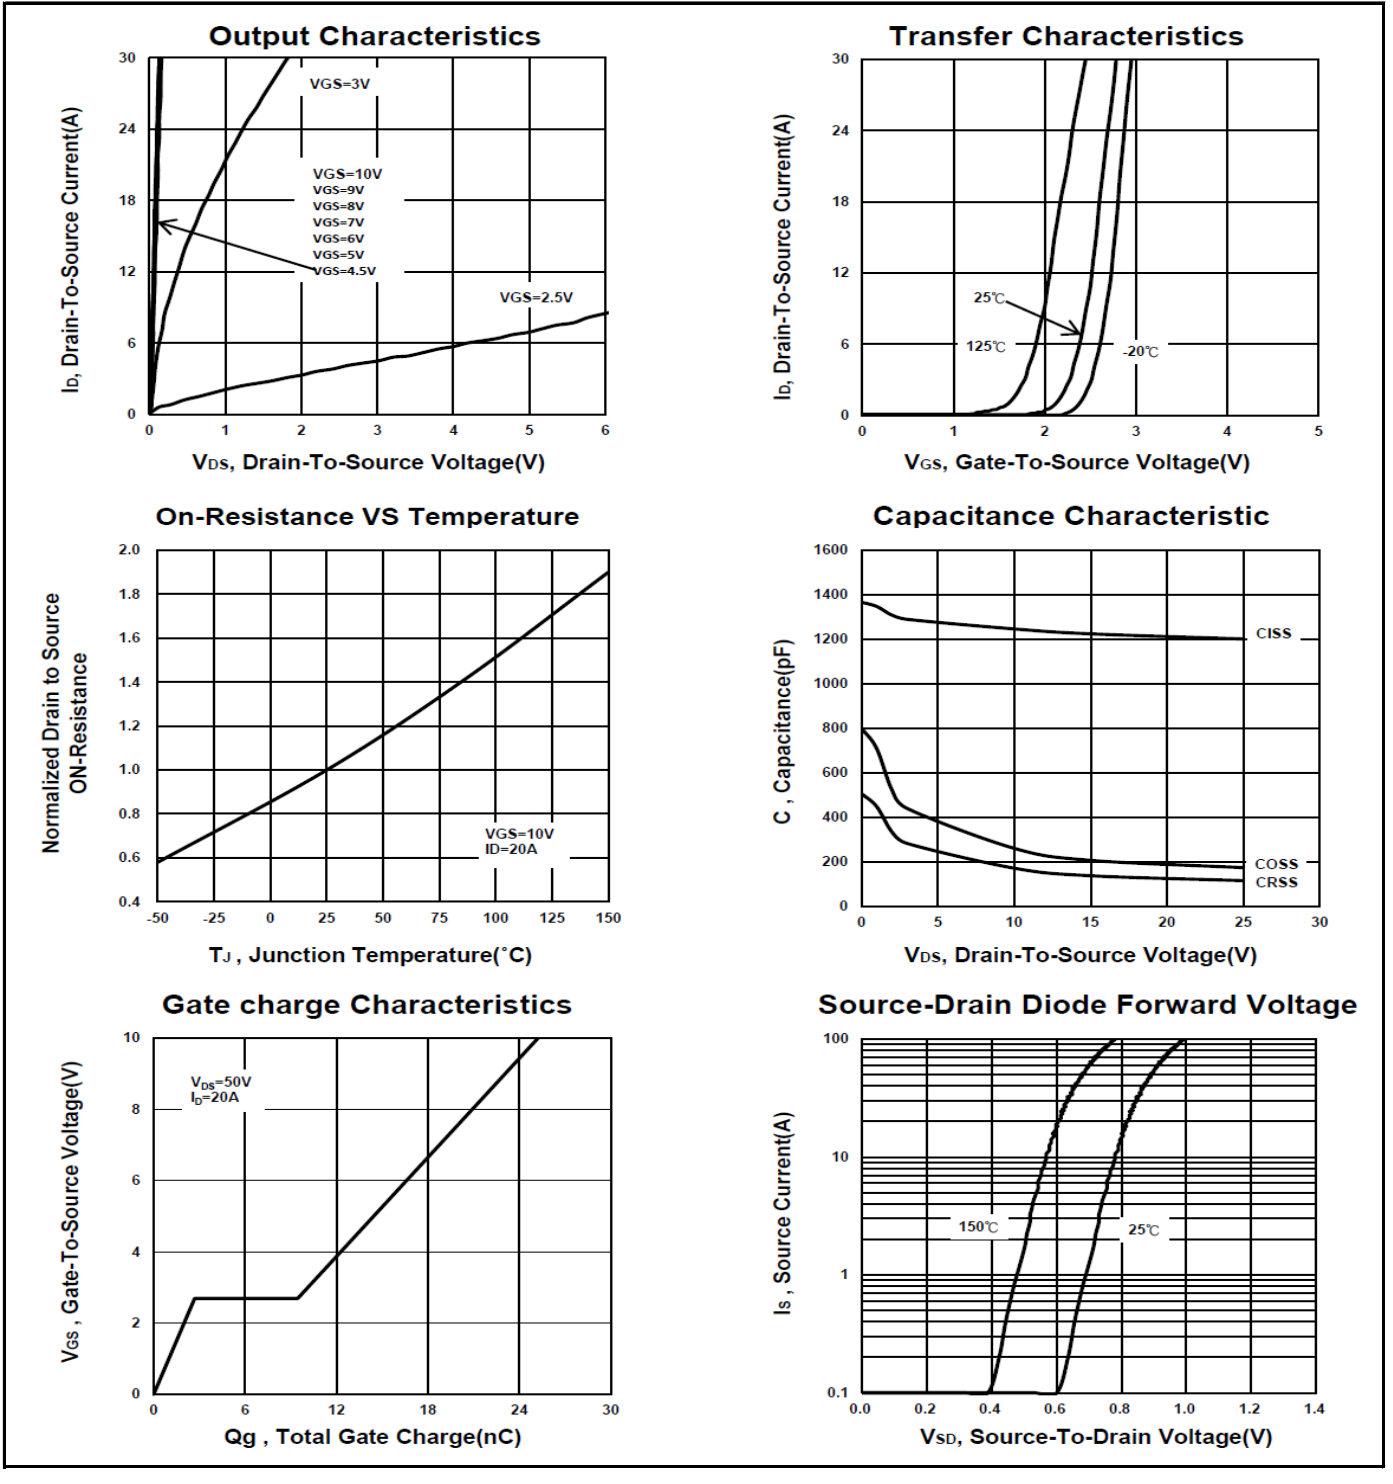 Output Characteristics
ID, Drain-To-Source Current(A)
30
24
18
12
6
0
VGS=3V
VGS=10V
VGS=9V
VGS=8V
VGS=7V
VGS=6V
VGS=5V
VGS=4.5V
VGS=2.5V
0 1 2 3 4 5 6
VDS, Drain-To-Source Voltage(V)
Transfer Characteristics
ID, Drain-To-Source Current(A)
30
24
18
12
6
0
25℃
125℃
-20℃
0 1 2 3 4 5
VGS, Gate-To-Source Voltage(V)
On-Resistance VS Temperature
Normalized Drain to Source
ON-Resistance
2.0
1.8
1.6
1.4
1.2
1.0
0.8
0.6
0.4
VGS=10V
ID=20A
-50 -25 0 25 50 75 100 125 150
TJ , Junction Temperature(˚C)
Capacitance Characteristic
C , Capacitance(pF)
1600
1400
1200
1000
800
600
400
200
0
CISS
COSS
CRSS
0 5 10 15 20 25 30
VDS, Drain-To-Source Voltage(V)
Gate charge Characteristics
VGS , Gate-To-Source Voltage(V)
10
8
6
4
2
0
VDS=50V
ID=20A
0 6 12 18 24 30
Qg , Total Gate Charge(nC)
Source-Drain Diode Forward Voltage
IS , Source Current(A)
100
10
1
0.1
150℃
25℃
0.0 0.2 0.4 0.6 0.8 1.0 1.2 1.4
VSD, Source-To-Drain Voltage(V)